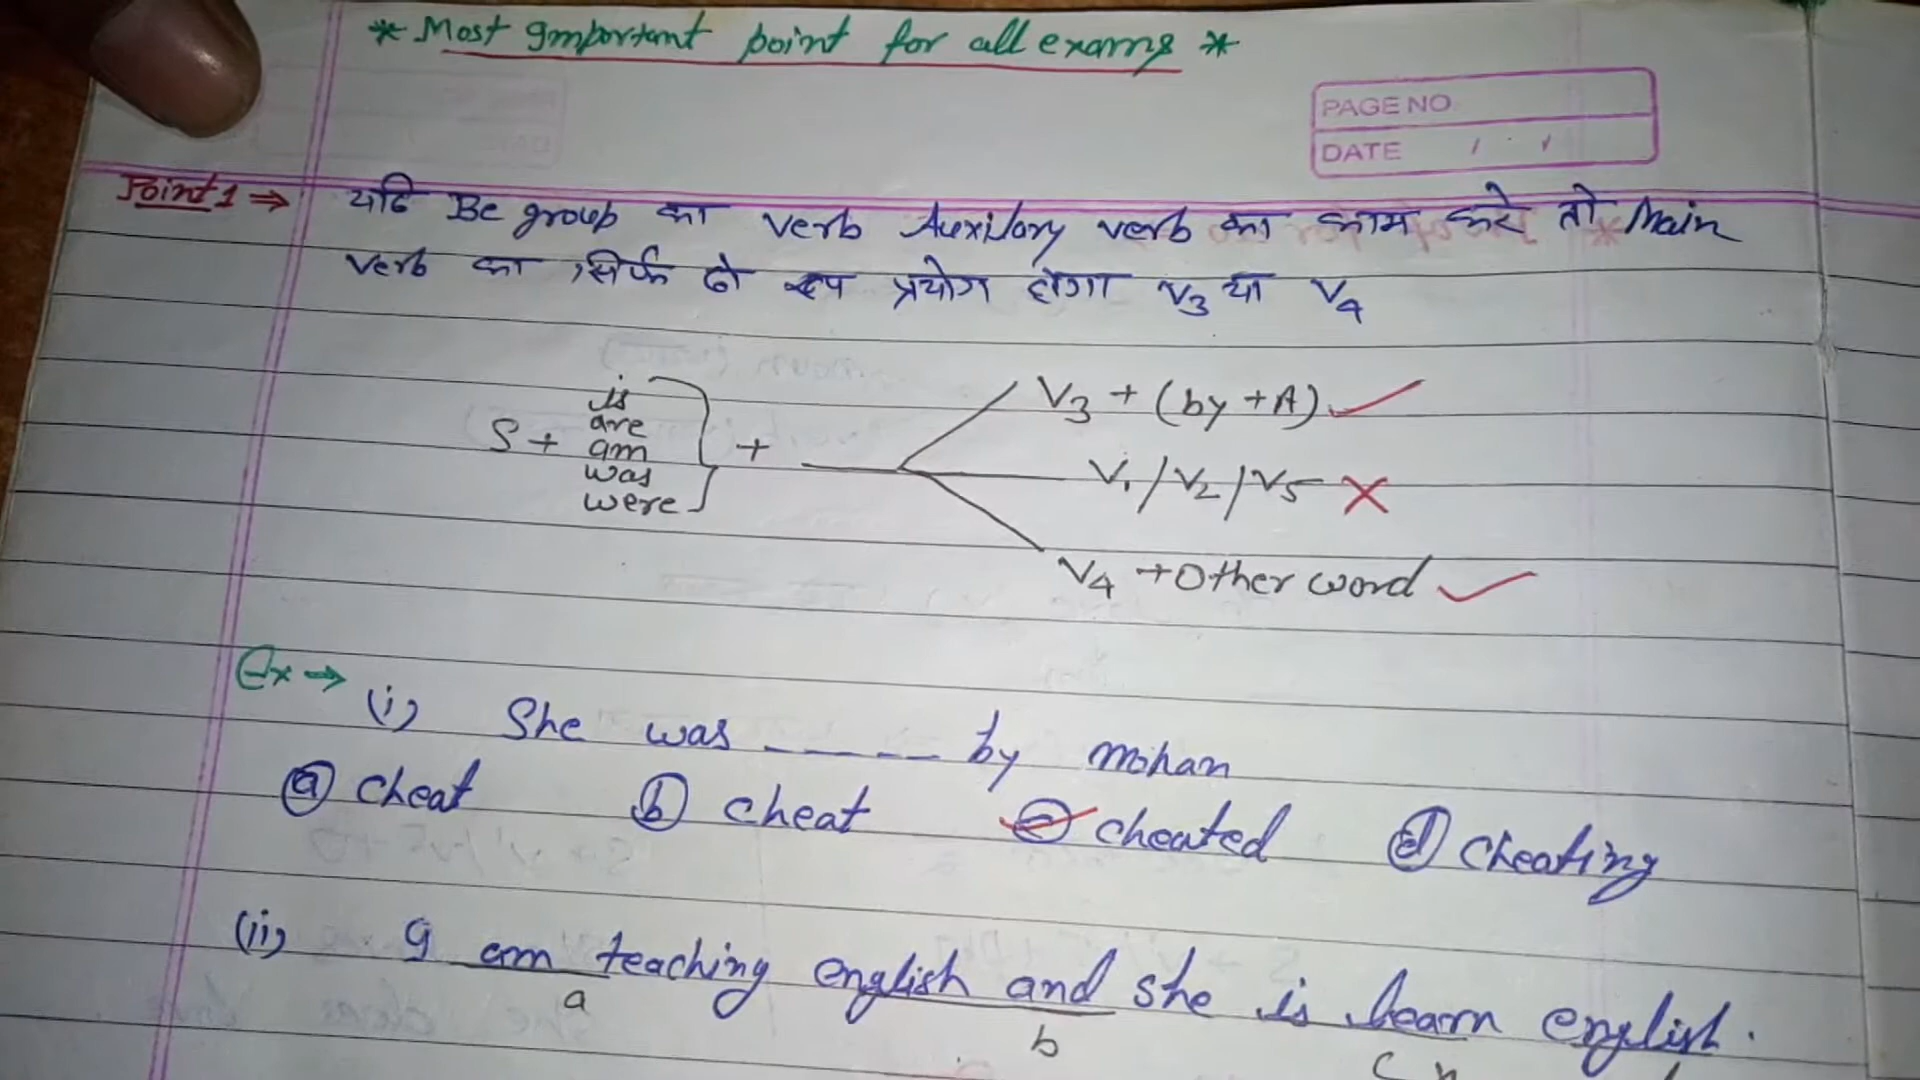 * Most Important point for all exams *
PAGE NO
DATE / /
Point 1 ⇒ यदि Be group का verb Auxilary verb का काम करे तो Main
verb का सिर्फ दो रूप प्रयोग होगा V3 या V4
is
are
S + am + 
was
were
V3 + (by + A) ✓
V1 / V2 / V5 ✗
V4 + Other word ✓
Ex →
(i) She was _ _ _ _ by mohan
(a) cheat (b) cheat (c) cheated (d) cheating
(ii) I am teaching english and she is learn english.
a b c